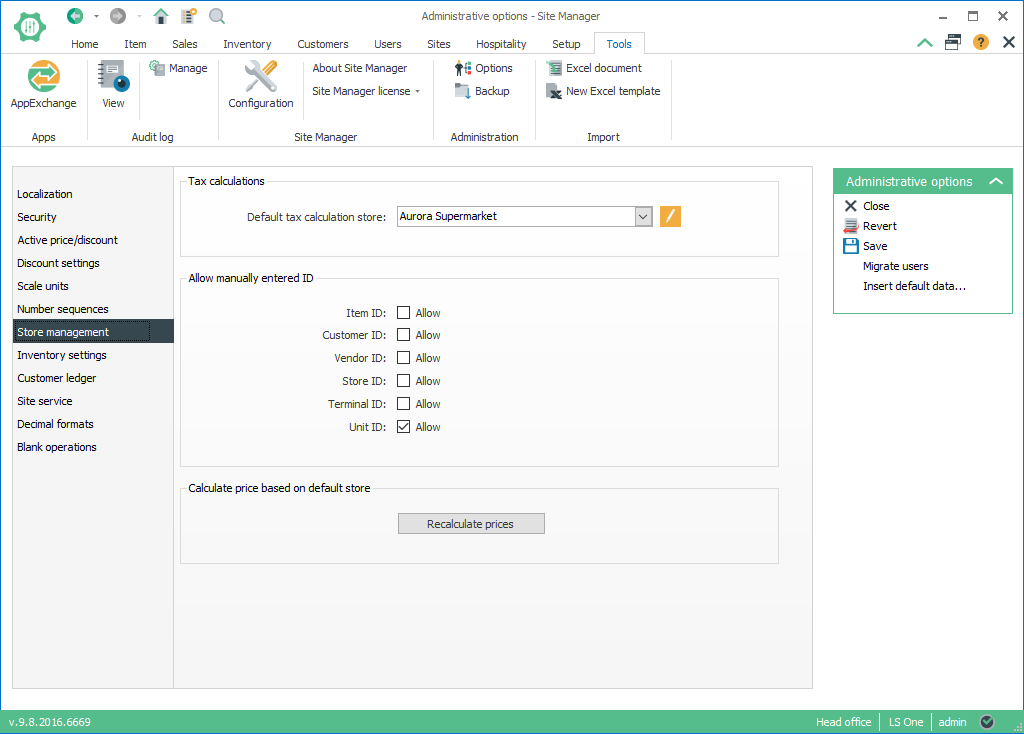 Administrative options - Site Manager
Home Item Sales Inventory Customers Users Sites Hospitality Setup Tools
AppExchange
Apps
View
Manage
Audit log
Configuration
About Site Manager
Site Manager license
Site Manager
Options
Backup
Administration
Excel document
New Excel template
Import
Localization
Security
Active price/discount
Discount settings
Scale units
Number sequences
Store management
Inventory settings
Customer ledger
Site service
Decimal formats
Blank operations
Tax calculations
Default tax calculation store: Aurora Supermarket
Allow manually entered ID
Item ID: Allow
Customer ID: Allow
Vendor ID: Allow
Store ID: Allow
Terminal ID: Allow
Unit ID: Allow
Calculate price based on default store
Recalculate prices
Administrative options
Close
Revert
Save
Migrate users
Insert default data...
v.9.8.2016.6669
Head office LS One admin